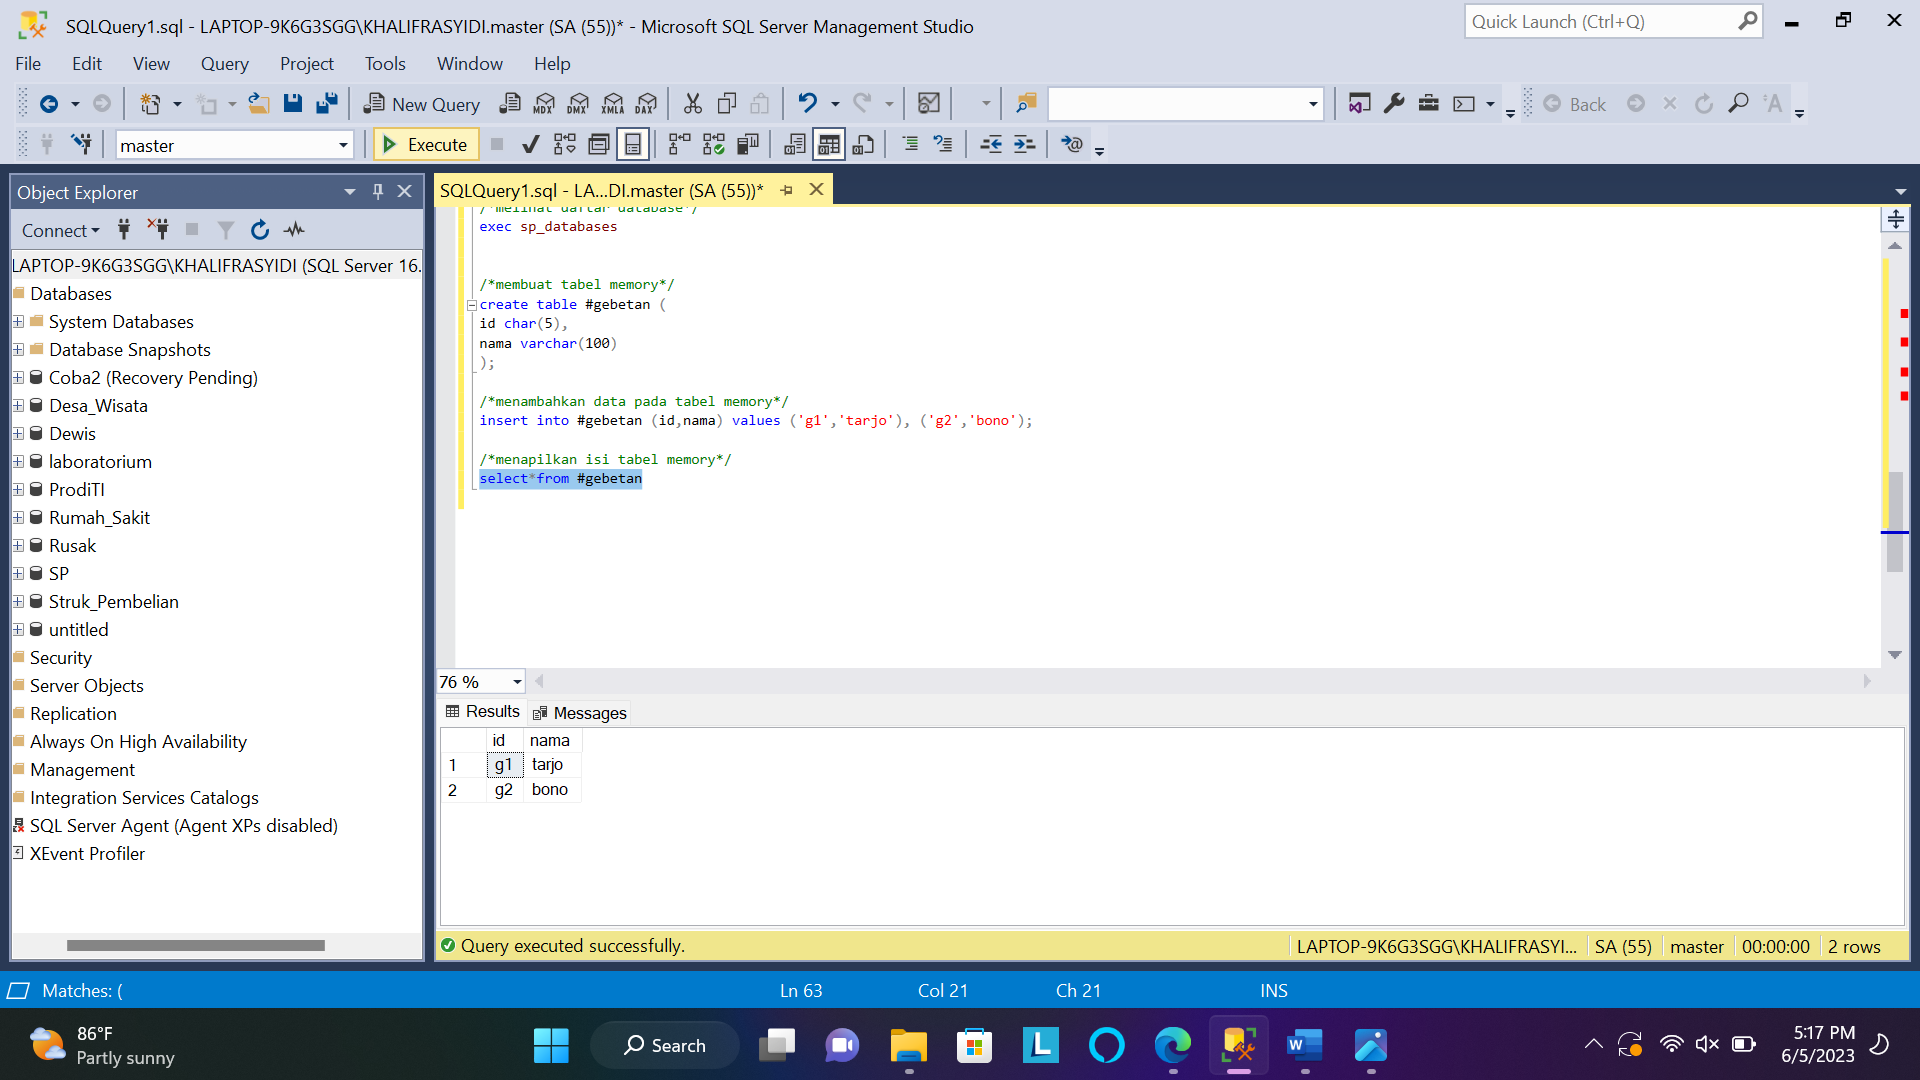 SQLQuery1.sql - LAPTOP-9K6G3SGG\KHALIFRASYIDI.master (SA (55))* - Microsoft SQL Server Management Studio
Quick Launch (Ctrl+Q)
File Edit View Query Project Tools Window Help
New Query MDX DMX XMLA DAX Back
master Execute
Object Explorer
SQLQuery1.sql - LA...DI.master (SA (55))*
Connect
LAPTOP-9K6G3SGG\KHALIFRASYIDI (SQL Server 16.
Databases
System Databases
Database Snapshots
Coba2 (Recovery Pending)
Desa_Wisata
Dewis
laboratorium
ProdiTI
Rumah_Sakit
Rusak
SP
Struk_Pembelian
untitled
Security
Server Objects
Replication
Always On High Availability
Management
Integration Services Catalogs
SQL Server Agent (Agent XPs disabled)
XEvent Profiler
/*melihat daftar database*/
exec sp_databases
/*membuat tabel memory*/
create table #gebetan (
id char(5),
nama varchar(100)
);
/*menambahkan data pada tabel memory*/
insert into #gebetan (id,nama) values ('g1','tarjo'), ('g2','bono');
/*menapilkan isi tabel memory*/
select*from #gebetan
76 %
Results Messages
id nama
1 g1 tarjo
2 g2 bono
Query executed successfully. LAPTOP-9K6G3SGG\KHALIFRASYI... SA (55) master 00:00:00 2 rows
Matches: ( Ln 63 Col 21 Ch 21 INS
86°F
Partly sunny
Search
5:17 PM
6/5/2023